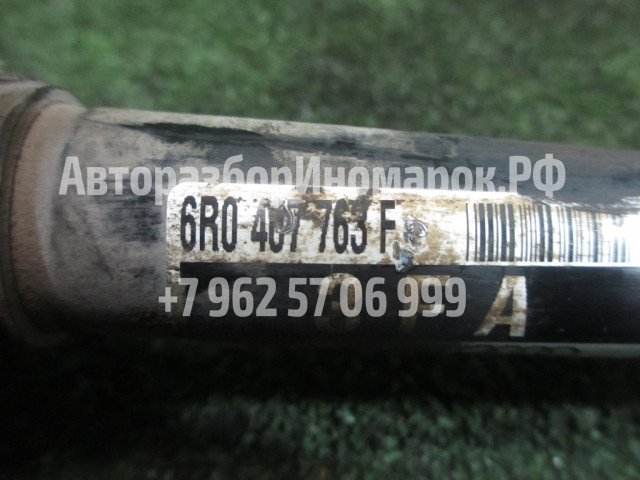 АвторазборИномарок.РФ
6R0 407 763 F
+7 962 57 06 999